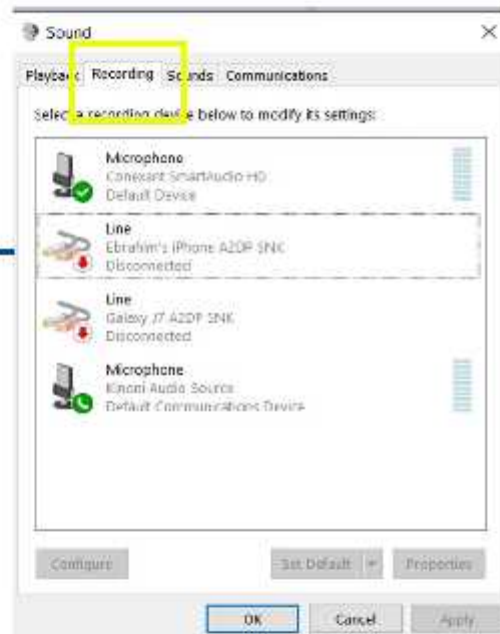 Sound
Playback Recording Sounds Communications
Select a recording device below to modify its settings:
Microphone
Conexant SmartAudio HD
Default Device
Line
Ebrahim's iPhone A2DP SNK
Disconnected
Line
Galaxy J7 A2DP SNK
Disconnected
Microphone
Kinoni Audio Source
Default Communications Device
Configure Set Default Properties
OK Cancel Apply